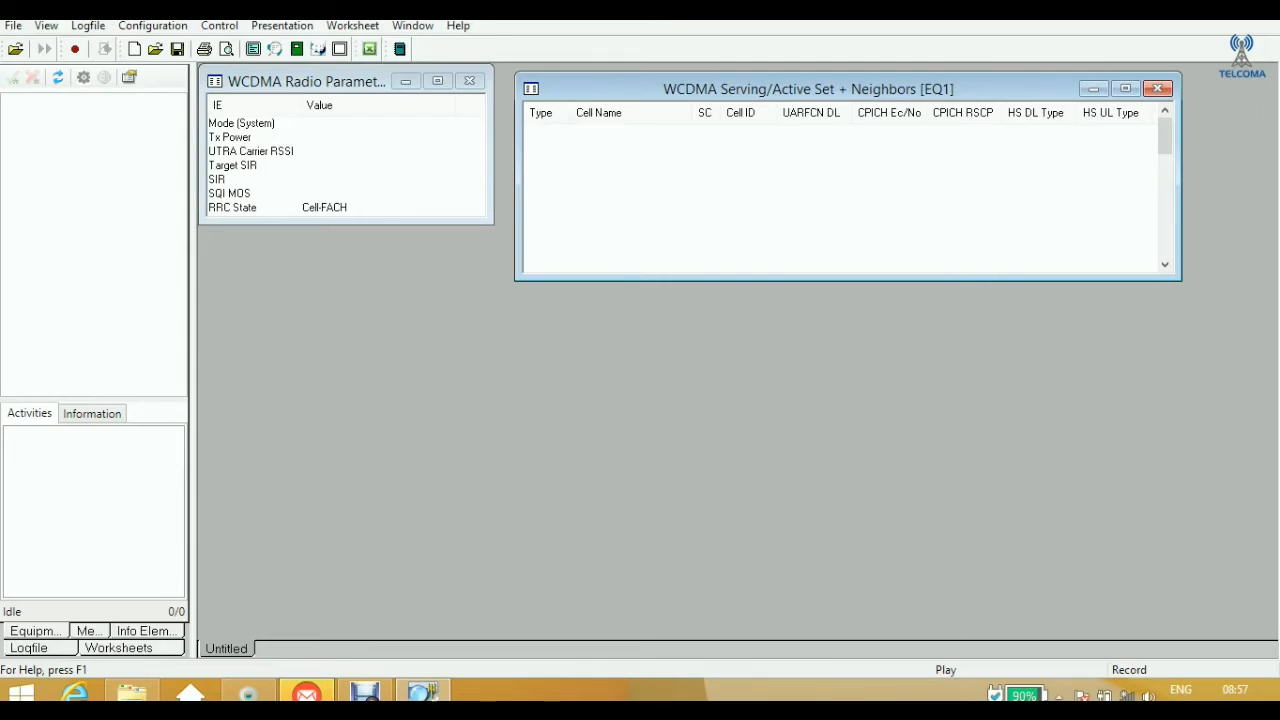 File View Logfile Configuration Control Presentation Worksheet Window Help
TELCOMA
WCDMA Radio Paramet...
IE Value
Mode (System)
Tx Power
UTRA Carrier RSSI
Target SIR
SIR
SQI MOS
RRC State Cell-FACH
WCDMA Serving/Active Set + Neighbors [EQ1]
Type Cell Name SC Cell ID UARFCN DL CPICH Ec/No CPICH RSCP HS DL Type HS UL Type
Activities Information
Idle 0/0
Equipm... Me... Info Elem...
Logfile Worksheets
Untitled
For Help, press F1 Play Record
90% ENG 08:57